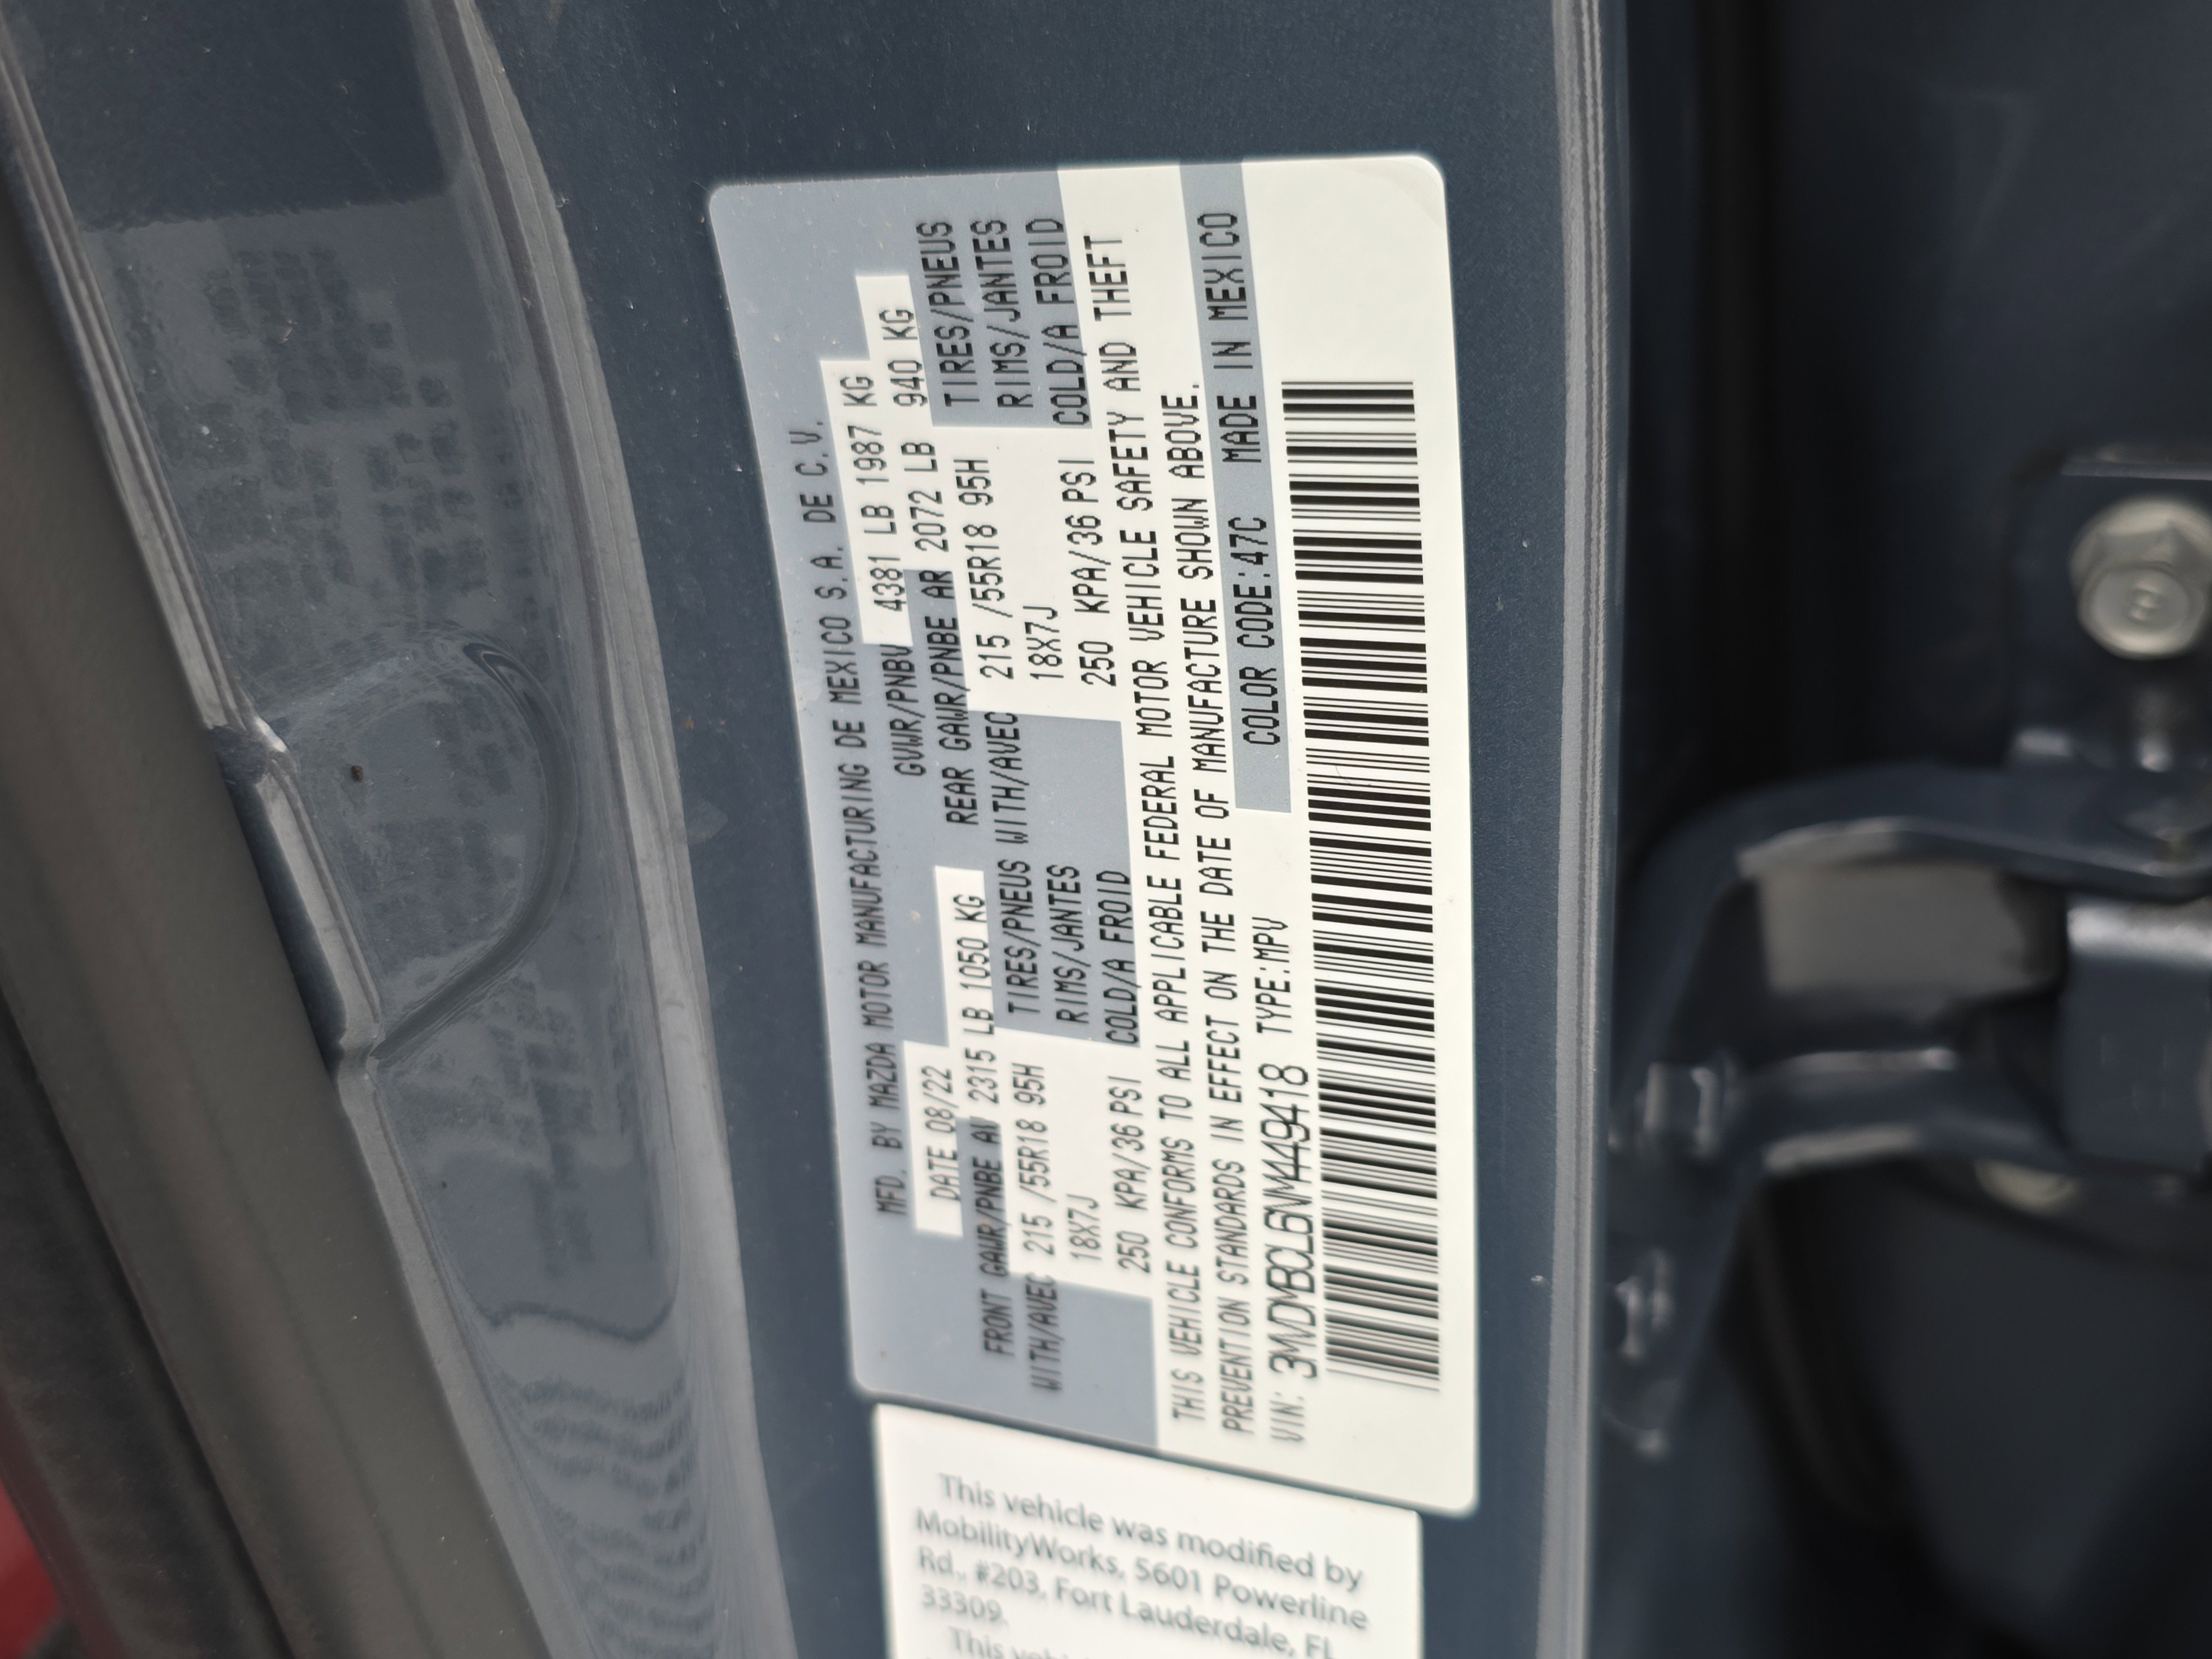 MFD. BY MAZDA MOTOR MANUFACTURING DE MEXICO S.A. DE C.V.
DATE 08/22 GVWR/PNBV 4381 LB 1987 KG
FRONT GAWR/PNBE AV 2315 LB 1050 KG REAR GAWR/PNBE AR 2072 LB 940 KG
WITH/AVEC 215 /55R18 95H TIRES/PNEUS WITH/AVEC 215 /55R18 95H TIRES/PNEUS
18X7J RIMS/JANTES 18X7J RIMS/JANTES
250 KPA/36 PSI COLD/A FROID 250 KPA/36 PSI COLD/A FROID
THIS VEHICLE CONFORMS TO ALL APPLICABLE FEDERAL MOTOR VEHICLE SAFETY AND THEFT
PREVENTION STANDARDS IN EFFECT ON THE DATE OF MANUFACTURE SHOWN ABOVE.
VIN: 3MVDMBCL6NM449418 TYPE:MPV COLOR CODE:47C MADE IN MEXICO
This vehicle was modified by
MobilityWorks, 5601 Powerline
Rd., #203, Fort Lauderdale, FL
33309.
This